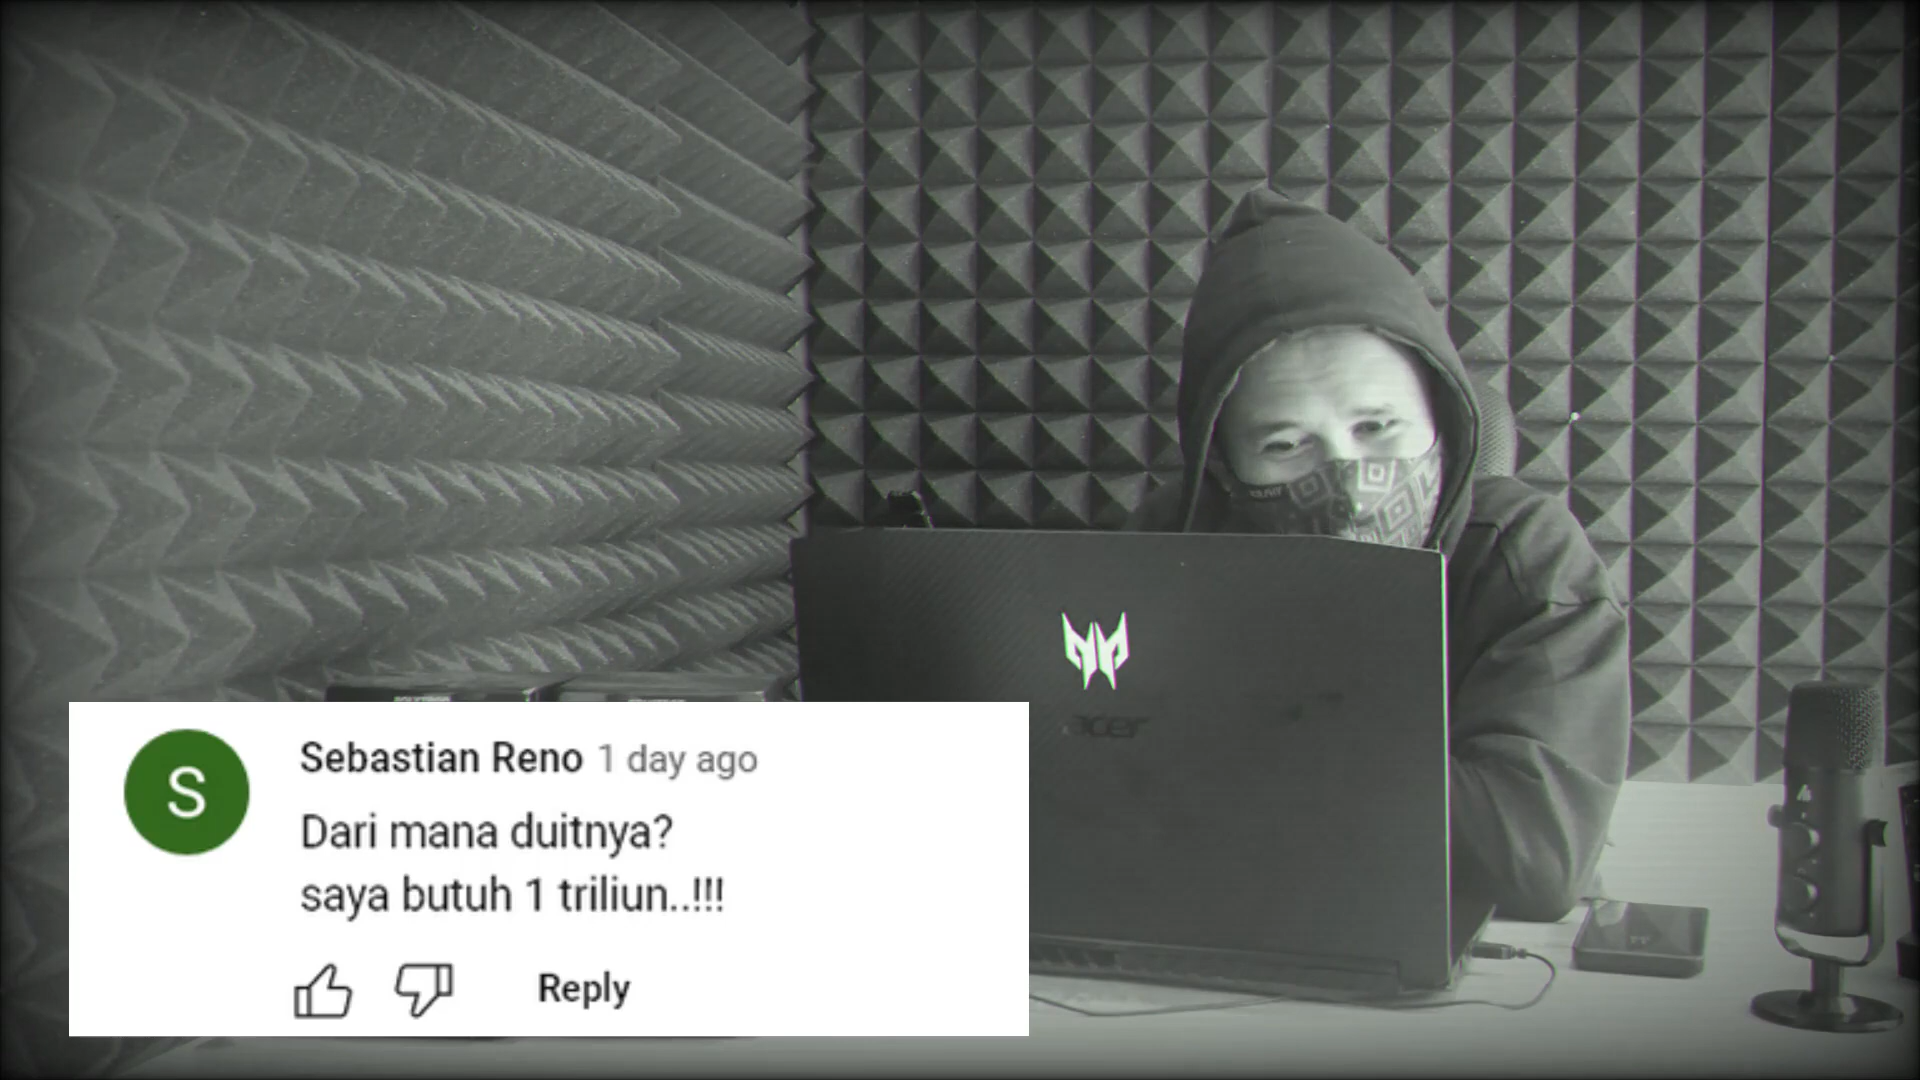 acer
Sebastian Reno 1 day ago
S
Dari mana duitnya?
saya butuh 1 triliun..!!!
Reply